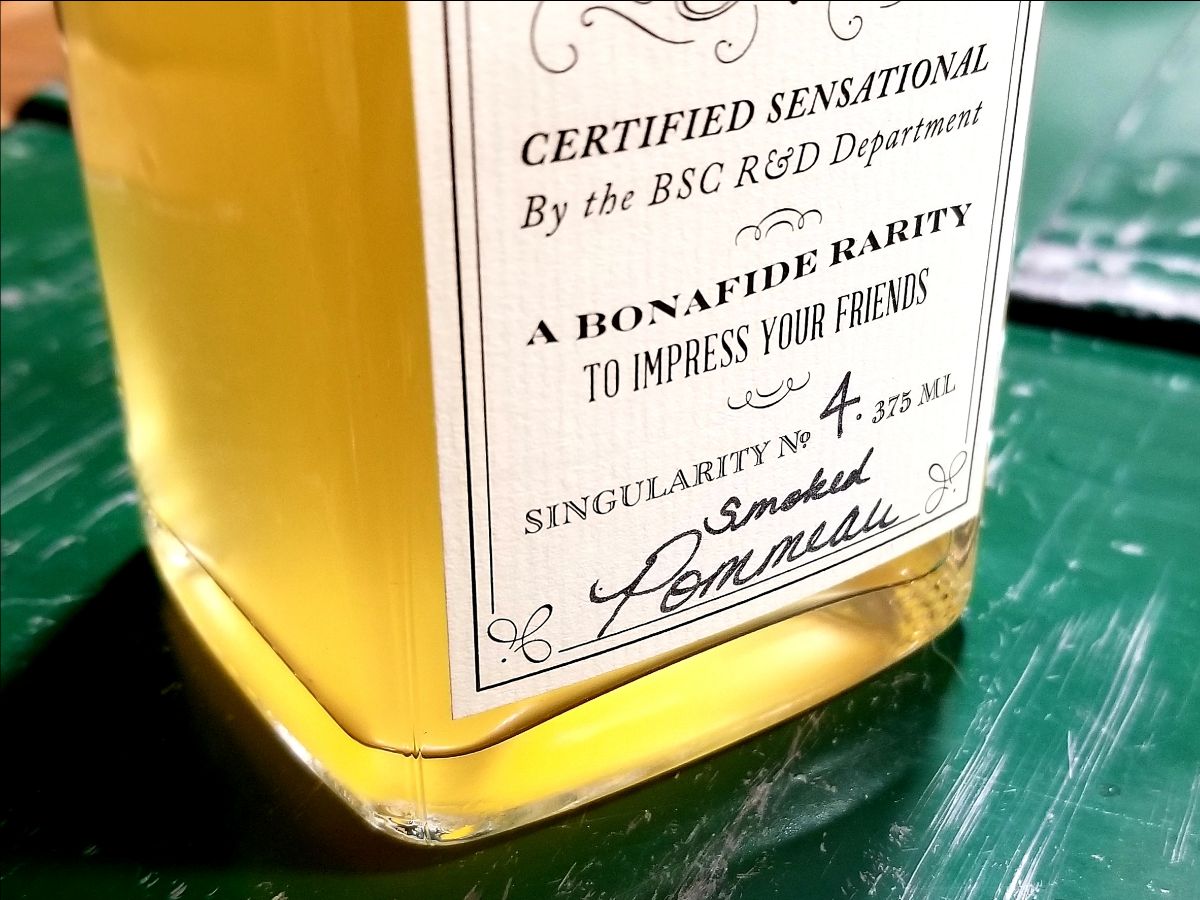 CERTIFIED SENSATIONAL
By the BSC R&D Department
A BONAFIDE RARITY
TO IMPRESS YOUR FRIENDS
SINGULARITY Nº 4. 375 ML
Smoked
Pommeau